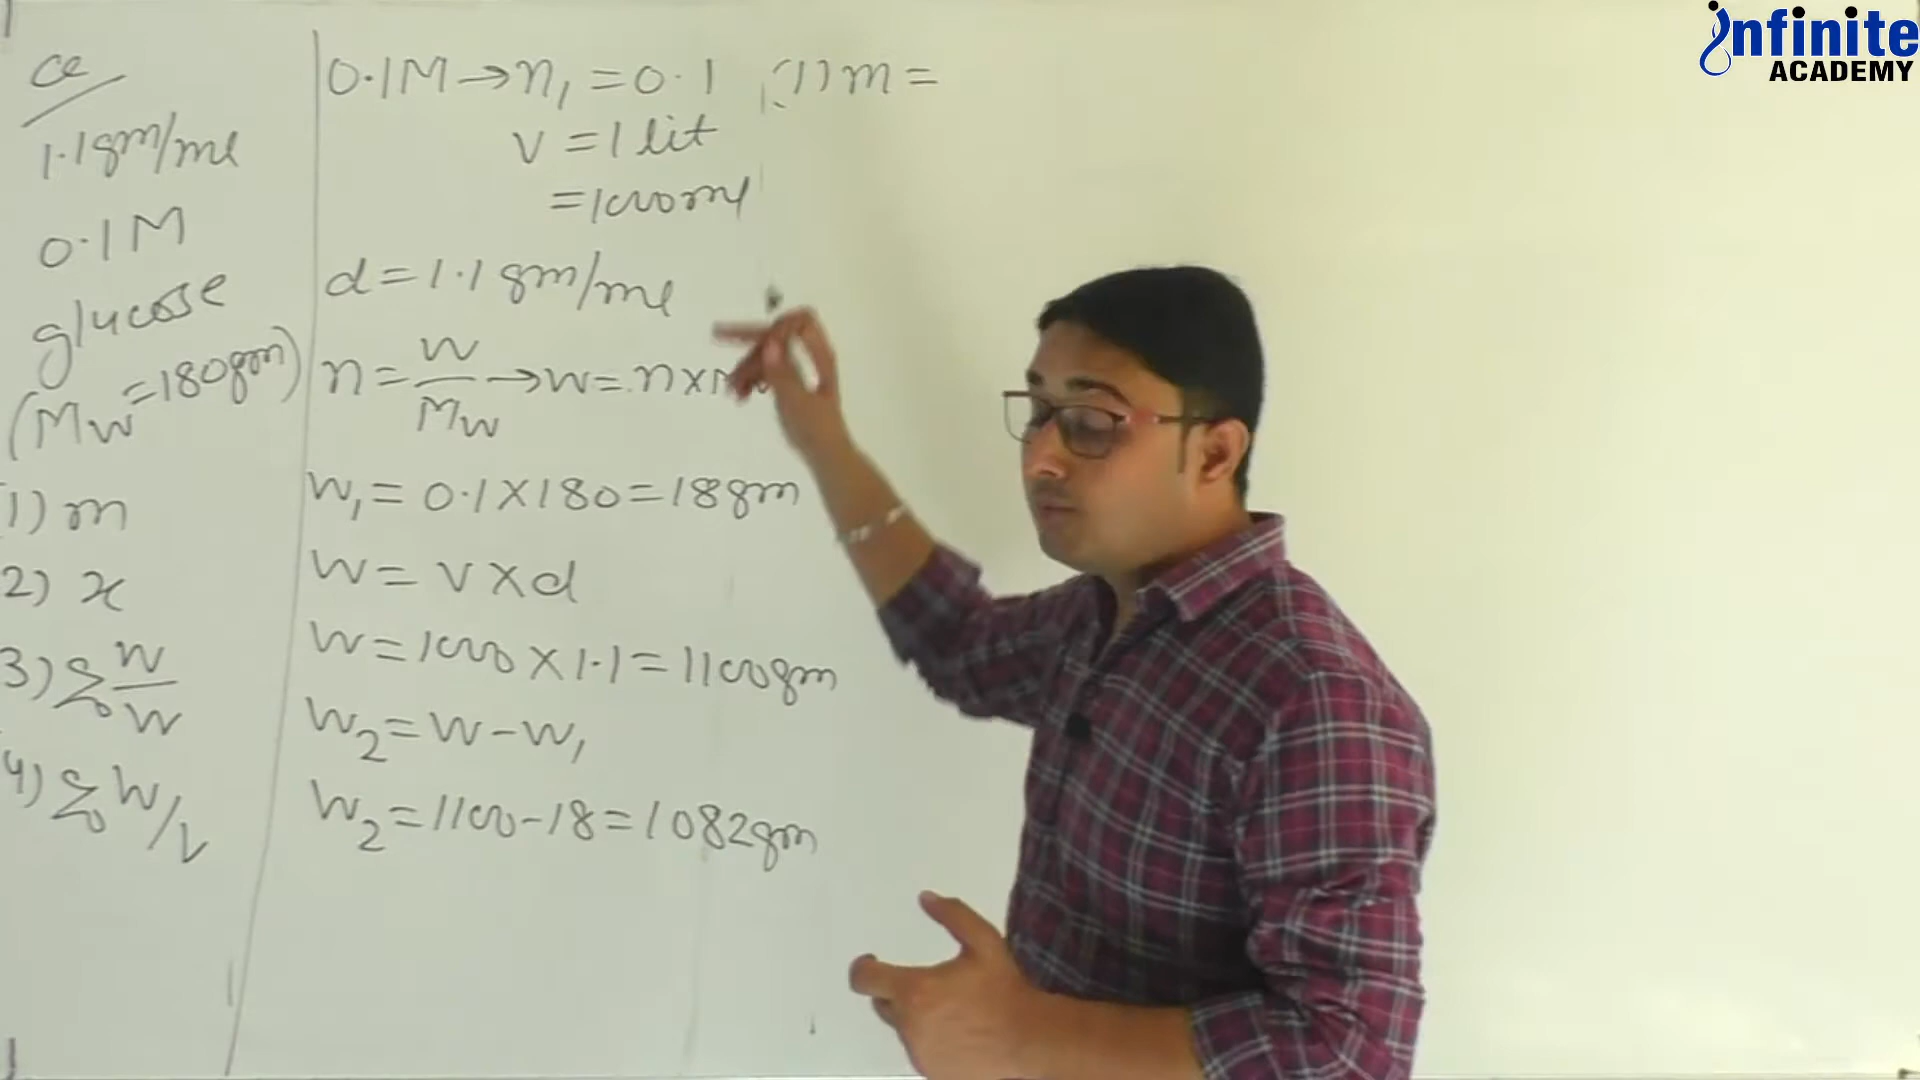 infinite
ACADEMY
Q
1.1gm/ml
0.1M
glucose
(Mw=180gm)
1) m
2) x
3) % w/w
4) % w/v
0.1M→n₁=0.1
v=1 lit
=1000ml
d=1.1gm/ml
n=w/Mw→w=n×
w₁=0.1×180=18gm
w=v×d
w=1000×1.1=1100gm
w₂=w-w₁
w₂=1100-18=1082gm
(1) m=